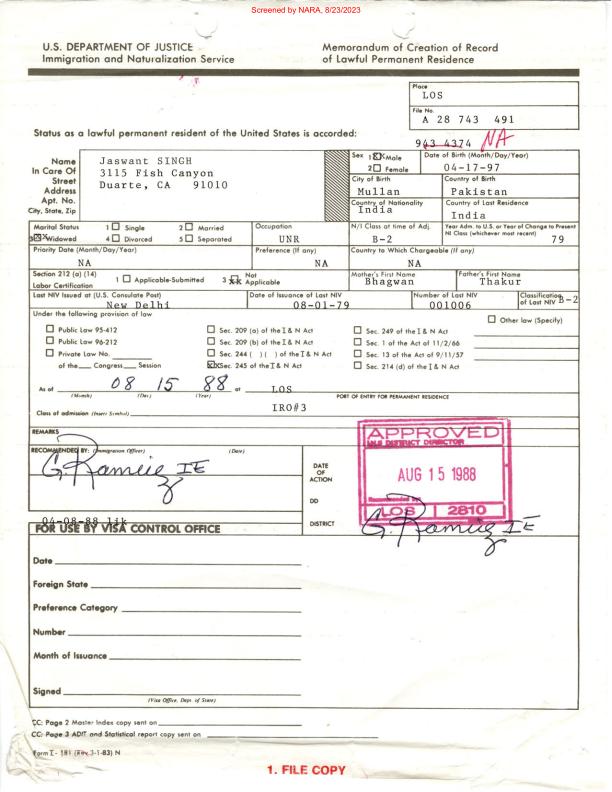 Screened by NARA, 8/23/2023
U.S. DEPARTMENT OF JUSTICE
Immigration and Naturalization Service
Memorandum of Creation of Record
of Lawful Permanent Residence
Place
LOS
File No.
A 28 743 491
Status as a lawful permanent resident of the United States is accorded:
943 4374 NA
Name
In Care Of
Street
Address
Apt. No.
City, State, Zip
Jaswant SINGH
3115 Fish Canyon
Duarte, CA 91010
Sex 1 Male
2 Female
Date of Birth (Month/Day/Year)
04-17-97
City of Birth
Mullan
Country of Birth
Pakistan
Country of Nationality
India
Country of Last Residence
India
Marital Status 1 Single 2 Married
3 Widowed 4 Divorced 5 Separated
Occupation
UNR
N/I Class at time of Adj.
B-2
Year Adm. to U.S. or Year of Change to Present
NI Class (whichever most recent)
79
Priority Date (Month/Day/Year)
NA
Preference (If any)
NA
Country to Which Chargeable (If any)
NA
Section 212 (a) (14)
Labor Certification
1 Applicable-Submitted 3 Not Applicable
Mother's First Name
Bhagwan
Father's First Name
Thakur
Last NIV Issued at (U.S. Consulate Post)
New Delhi
Date of Issuance of Last NIV
08-01-79
Number of Last NIV
001006
Classification of Last NIV
B-2
Under the following provision of law
Other law (Specify)
Public Law 95-412
Sec. 209 (a) of the I & N Act
Sec. 249 of the I & N Act
Public Law 96-212
Sec. 209 (b) of the I & N Act
Sec. 1 of the Act of 11/2/66
Private Law No.
Sec. 244 ( ) ( ) of the I & N Act
Sec. 13 of the Act of 9/11/57
of the Congress Session
Sec. 245 of the I & N Act
Sec. 214 (d) of the I & N Act
As of 08 15 88 at LOS
(Month) (Day) (Year)
PORT OF ENTRY FOR PERMANENT RESIDENCE
IRO#3
Class of admission (Insert Symbol)
REMARKS
RECOMMENDED BY: (Immigration Officer) (Date)
G. Ramirez IE
DATE
OF
ACTION
DD
DISTRICT
APPROVED
INS DISTRICT DIRECTOR
AUG 15 1988
Recommended by:
LOS 2810
G. Ramirez IE
04-08-88 ljk
FOR USE BY VISA CONTROL OFFICE
Date
Foreign State
Preference Category
Number
Month of Issuance
Signed
(Visa Office, Dept. of State)
CC: Page 2 Master Index copy sent on
CC: Page 3 ADIT and Statistical report copy sent on
Form I-181 (Rev. 3-1-83) N
1. FILE COPY